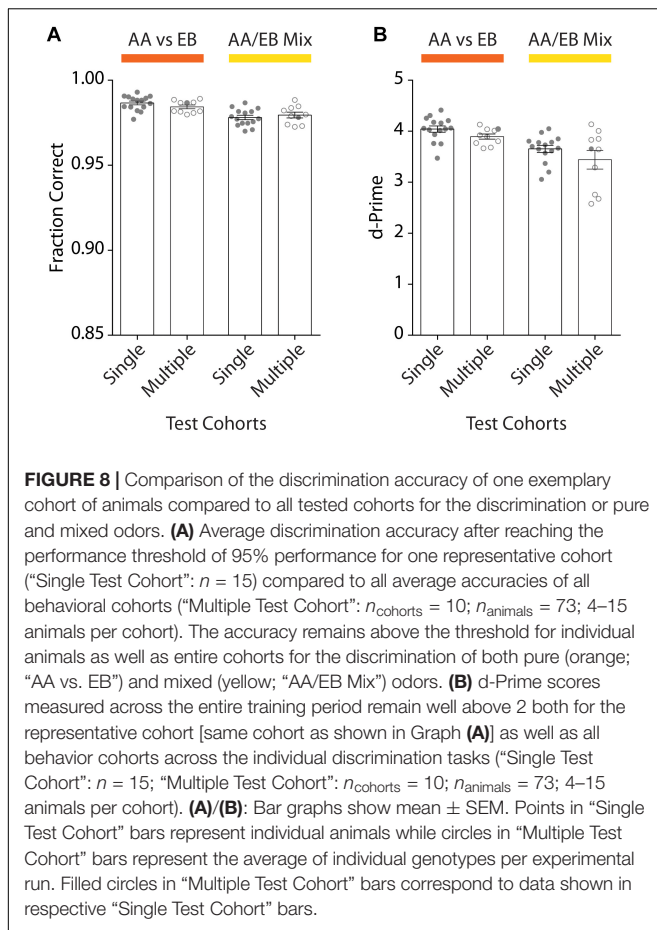 A
AA vs EB
AA/EB Mix
1.00
0.95
0.90
0.85
Fraction Correct
Single
Multiple
Single
Multiple
Test Cohorts
B
AA vs EB
AA/EB Mix
5
4
3
2
1
0
d-Prime
Single
Multiple
Single
Multiple
Test Cohorts
FIGURE 8 | Comparison of the discrimination accuracy of one exemplary
cohort of animals compared to all tested cohorts for the discrimination or pure
and mixed odors. (A) Average discrimination accuracy after reaching the
performance threshold of 95% performance for one representative cohort
(“Single Test Cohort”: n = 15) compared to all average accuracies of all
behavioral cohorts (“Multiple Test Cohort”: ncohorts = 10; nanimals = 73; 4–15
animals per cohort). The accuracy remains above the threshold for individual
animals as well as entire cohorts for the discrimination of both pure (orange;
“AA vs. EB”) and mixed (yellow; “AA/EB Mix”) odors. (B) d-Prime scores
measured across the entire training period remain well above 2 both for the
representative cohort [same cohort as shown in Graph (A)] as well as all
behavior cohorts across the individual discrimination tasks (“Single Test
Cohort”: n = 15; “Multiple Test Cohort”: ncohorts = 10; nanimals = 73; 4–15
animals per cohort). (A)/(B): Bar graphs show mean ± SEM. Points in “Single
Test Cohort” bars represent individual animals while circles in “Multiple Test
Cohort” bars represent the average of individual genotypes per experimental
run. Filled circles in “Multiple Test Cohort” bars correspond to data shown in
respective “Single Test Cohort” bars.